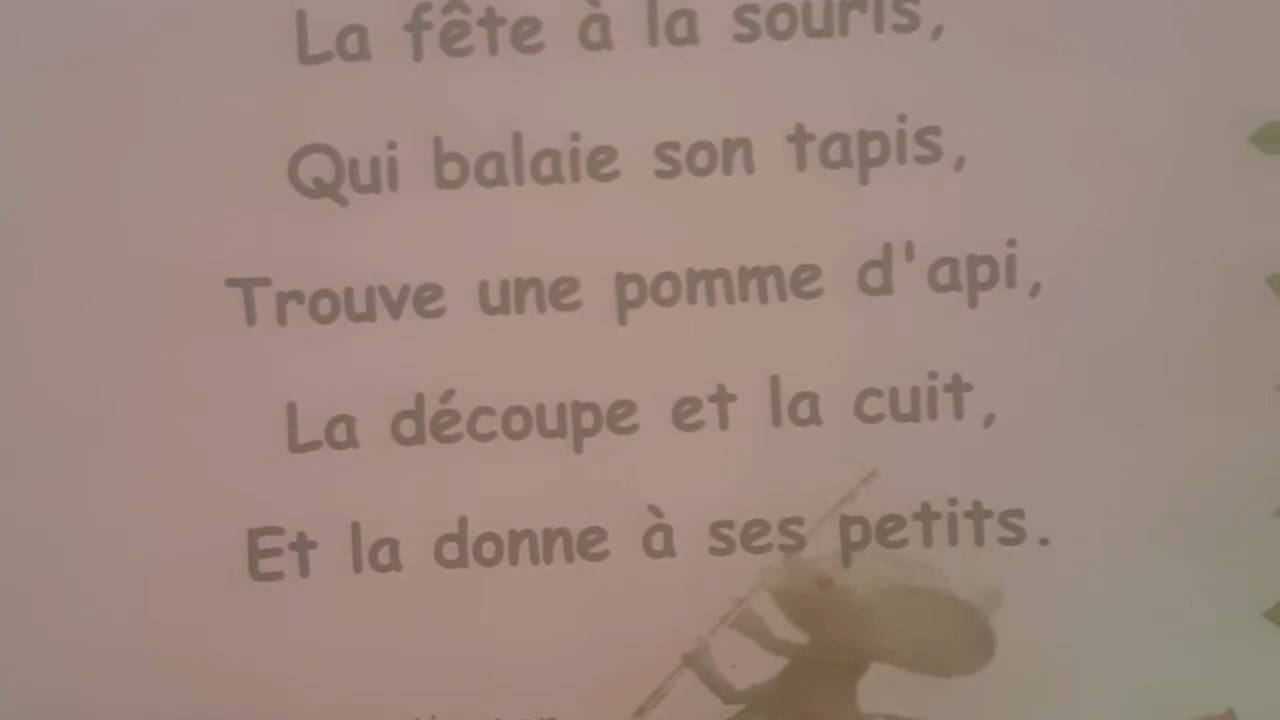 La fête à la souris,
Qui balaie son tapis,
Trouve une pomme d'api,
La découpe et la cuit,
Et la donne à ses petits.